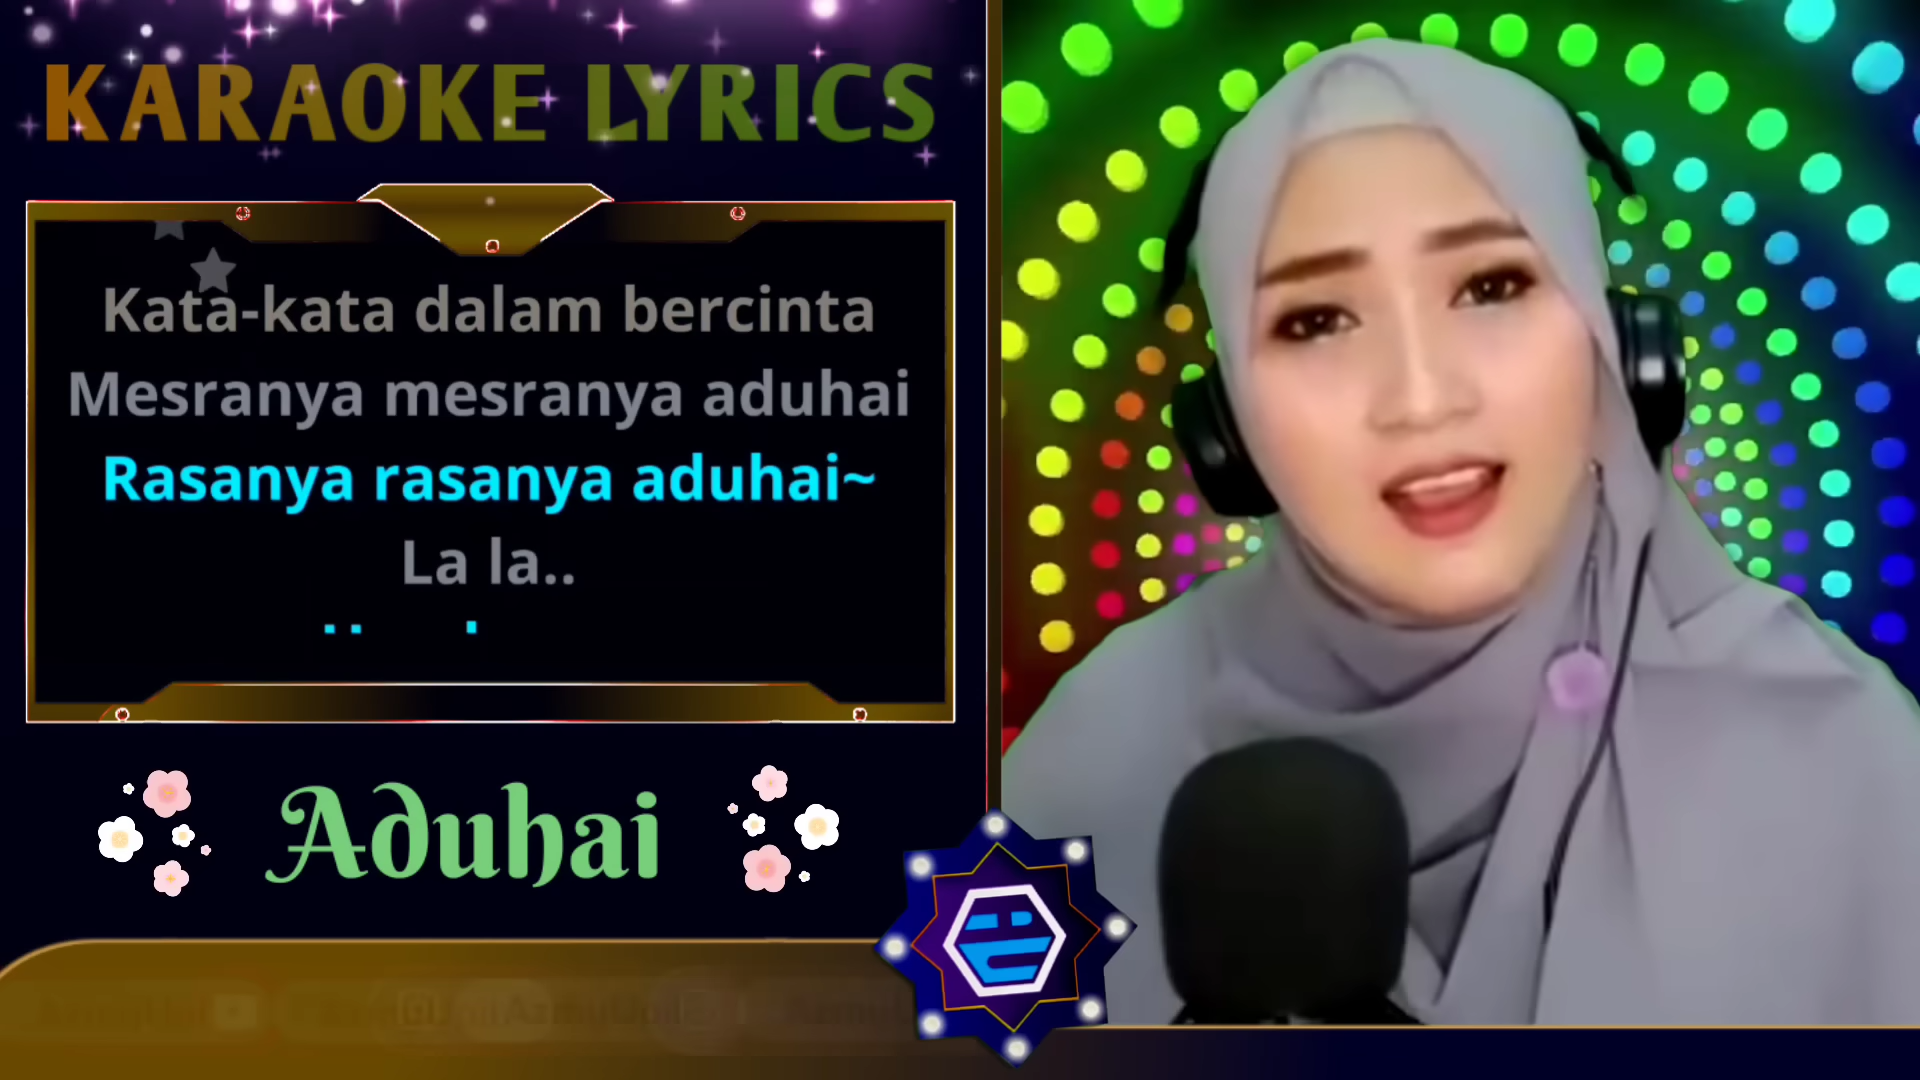 KARAOKE LYRICS
Kata-kata dalam bercinta
Mesranya mesranya aduhai
Rasanya rasanya aduhai~
La la..
Aduhai